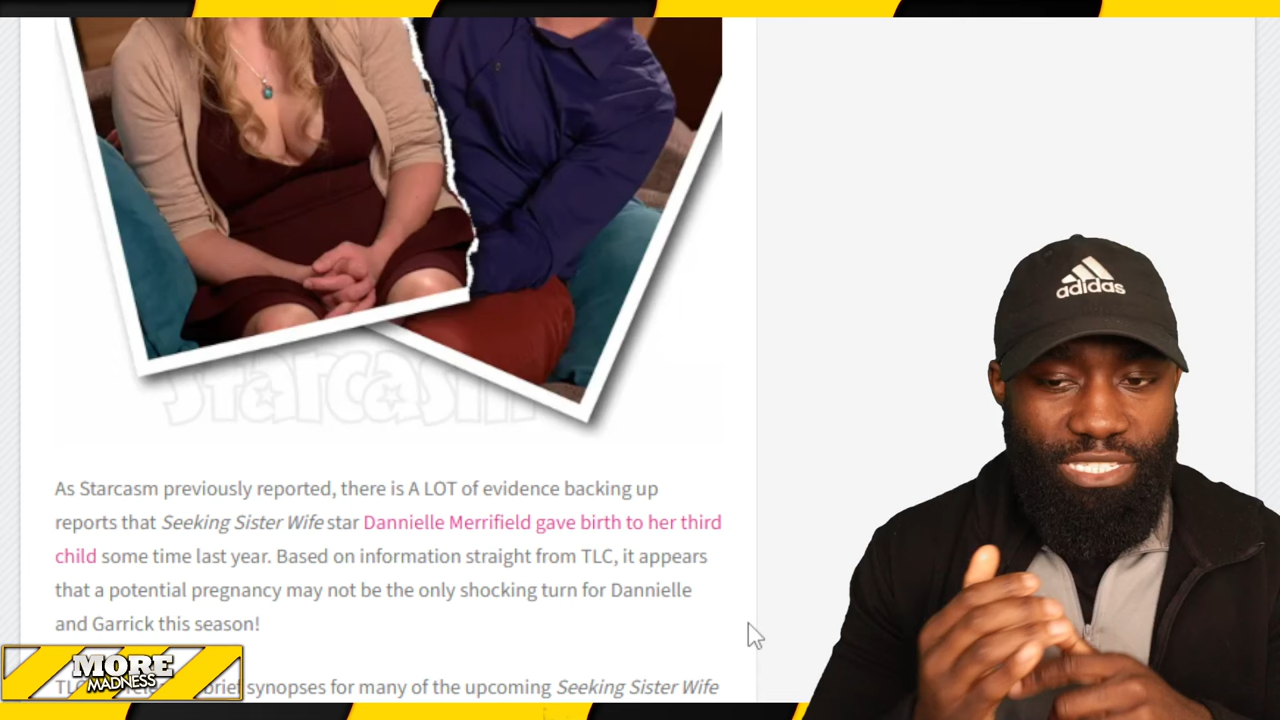 adidas
Starcasm
As Starcasm previously reported, there is A LOT of evidence backing up
reports that Seeking Sister Wife star Dannielle Merrifield gave birth to her third
child some time last year. Based on information straight from TLC, it appears
that a potential pregnancy may not be the only shocking turn for Dannielle
and Garrick this season!
synopses for many of the upcoming Seeking Sister Wife
MORE
MADNESS